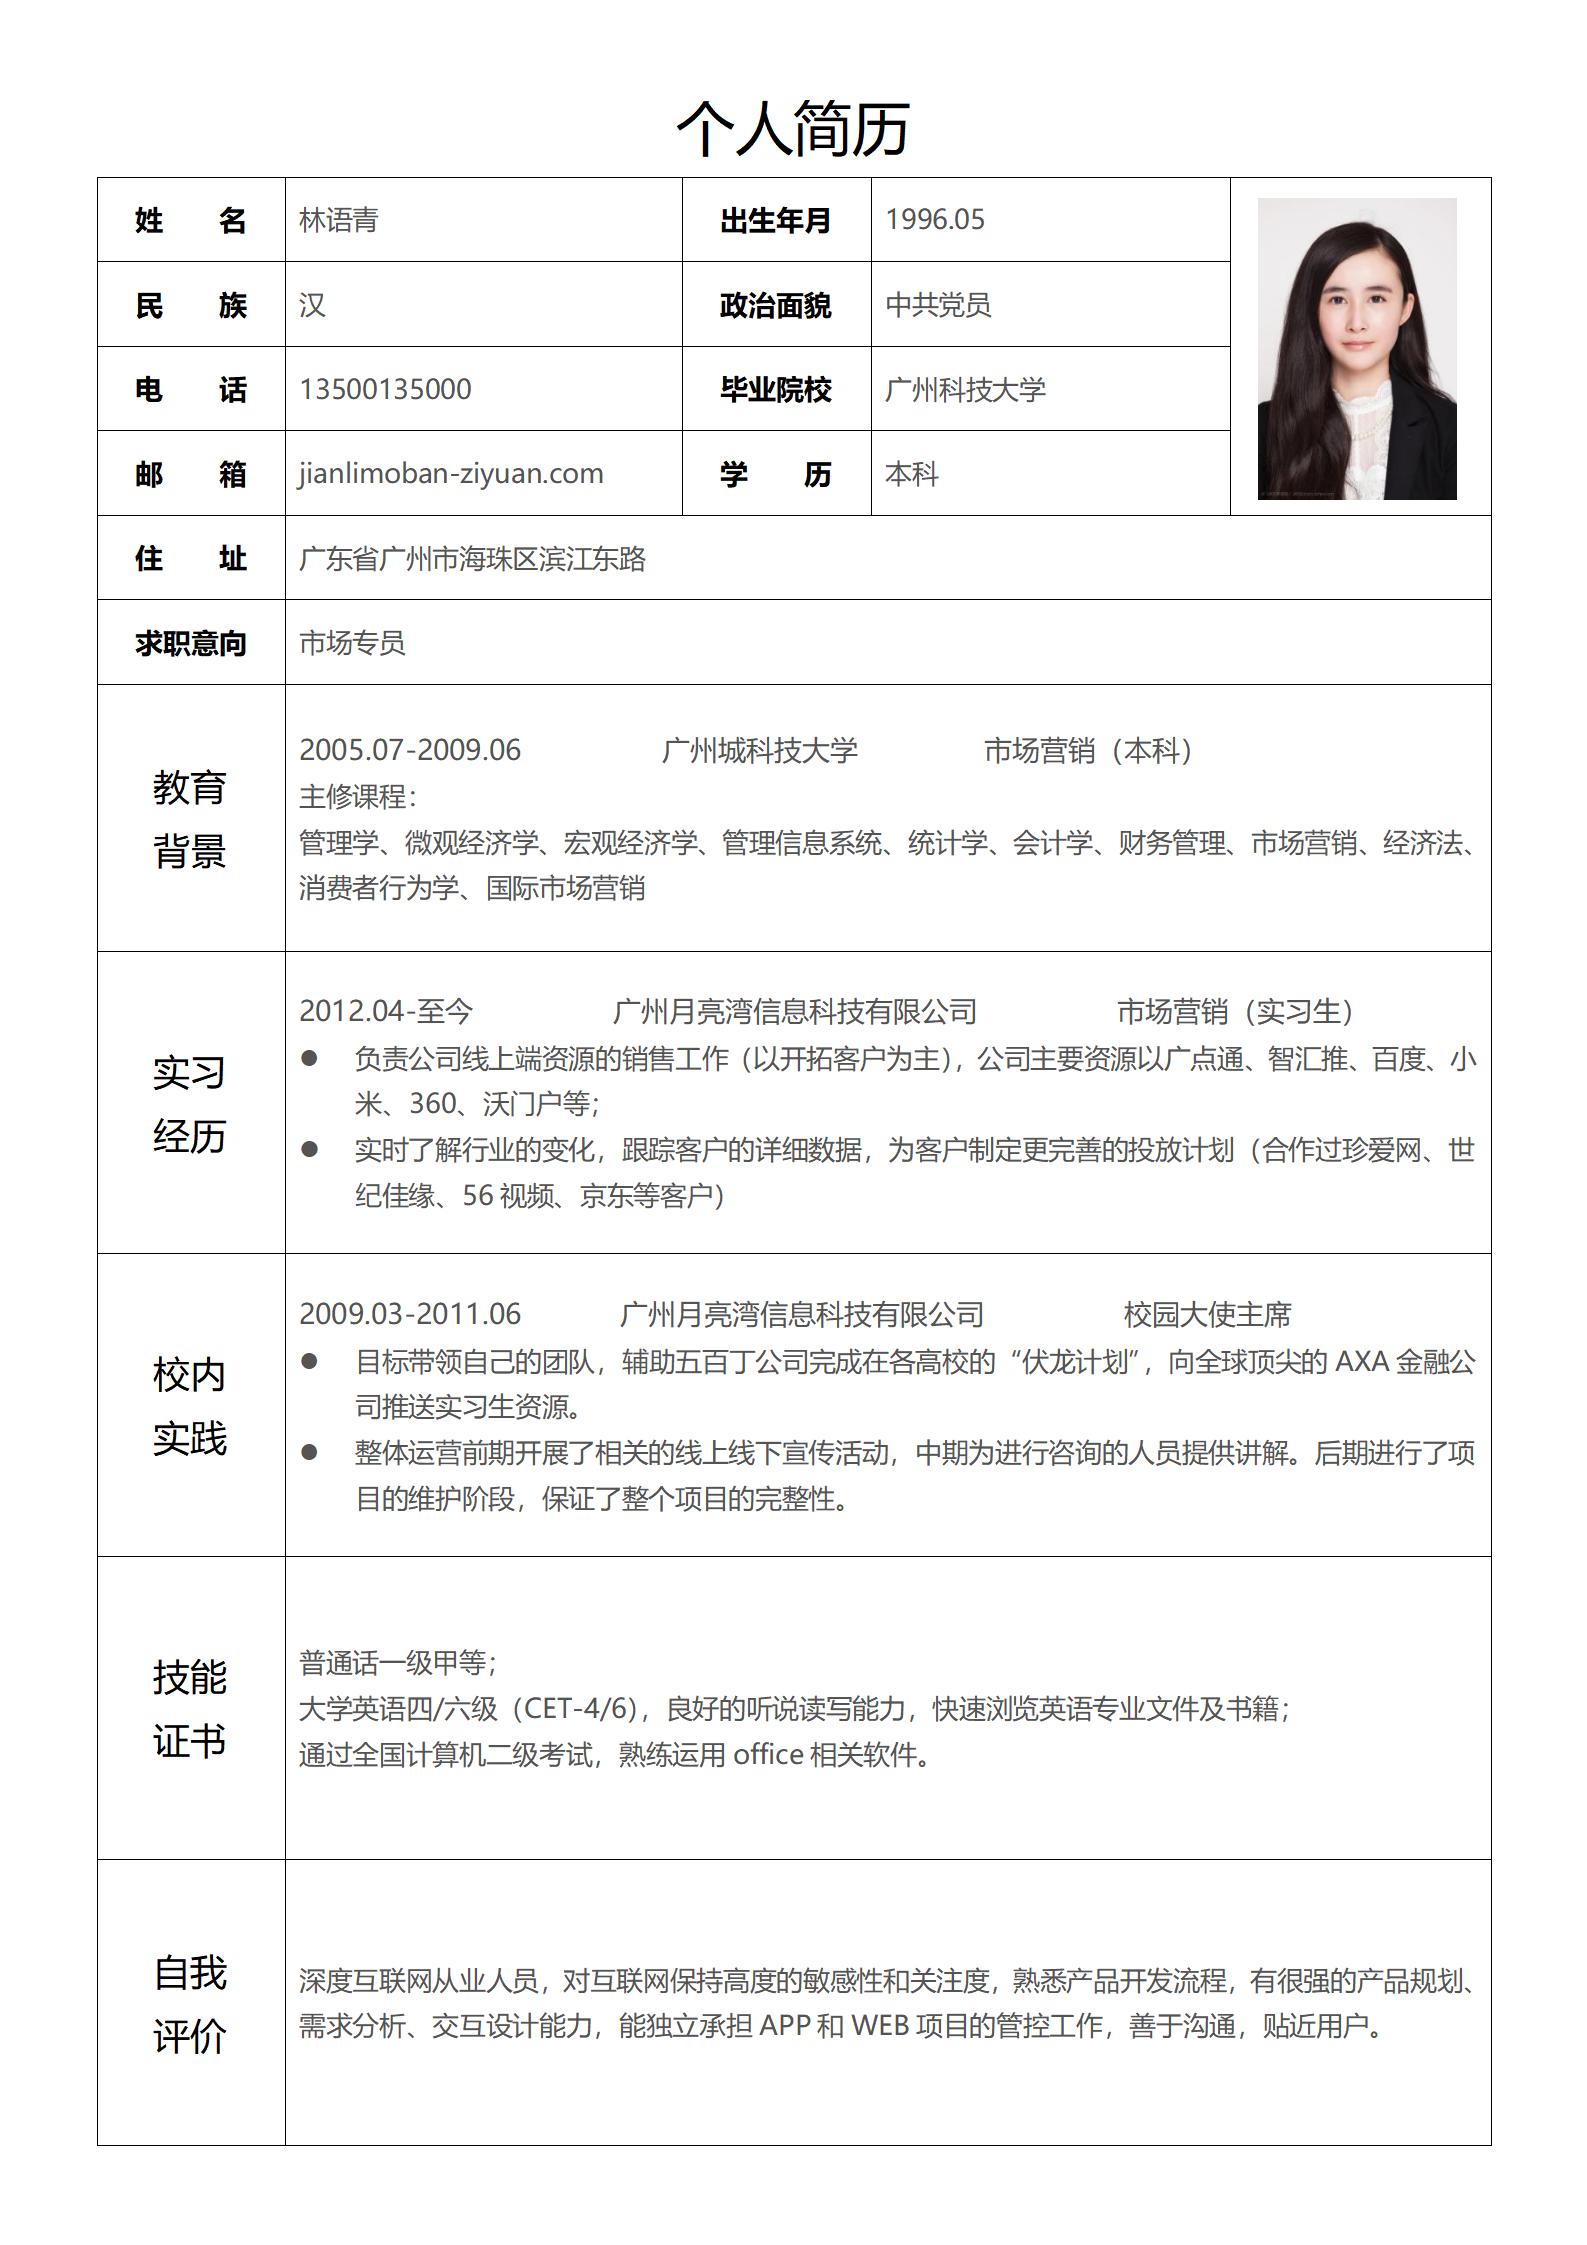 个人简历
姓 名 林语青 出生年月 1996.05
民 族 汉 政治面貌 中共党员
电 话 13500135000 毕业院校 广州科技大学
邮 箱 jianlimoban-ziyuan.com 学 历 本科
住 址 广东省广州市海珠区滨江东路
求职意向 市场专员
教育
背景
2005.07-2009.06 广州城科技大学 市场营销（本科）
主修课程：
管理学、微观经济学、宏观经济学、管理信息系统、统计学、会计学、财务管理、市场营销、经济法、
消费者行为学、国际市场营销
实习
经历
2012.04-至今 广州月亮湾信息科技有限公司 市场营销（实习生）
● 负责公司线上端资源的销售工作（以开拓客户为主），公司主要资源以广点通、智汇推、百度、小
米、360、沃门户等；
● 实时了解行业的变化，跟踪客户的详细数据，为客户制定更完善的投放计划（合作过珍爱网、世
纪佳缘、56 视频、京东等客户）
校内
实践
2009.03-2011.06 广州月亮湾信息科技有限公司 校园大使主席
● 目标带领自己的团队，辅助五百丁公司完成在各高校的“伏龙计划”，向全球顶尖的 AXA 金融公
司推送实习生资源。
● 整体运营前期开展了相关的线上线下宣传活动，中期为进行咨询的人员提供讲解。后期进行了项
目的维护阶段，保证了整个项目的完整性。
技能
证书
普通话一级甲等；
大学英语四/六级（CET-4/6），良好的听说读写能力，快速浏览英语专业文件及书籍；
通过全国计算机二级考试，熟练运用 office 相关软件。
自我
评价
深度互联网从业人员，对互联网保持高度的敏感性和关注度，熟悉产品开发流程，有很强的产品规划、
需求分析、交互设计能力，能独立承担 APP 和 WEB 项目的管控工作，善于沟通，贴近用户。